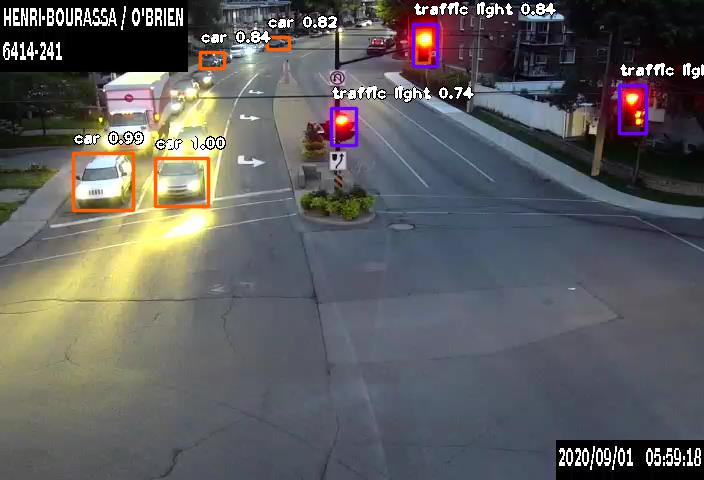 HENRI-BOURASSA / O'BRIEN
6414-241
car 0.82
traffic light 0.84
car 0.84
traffic lig
traffic light 0.74
car 0.99
car 1.00
2020/09/01 05:59:18